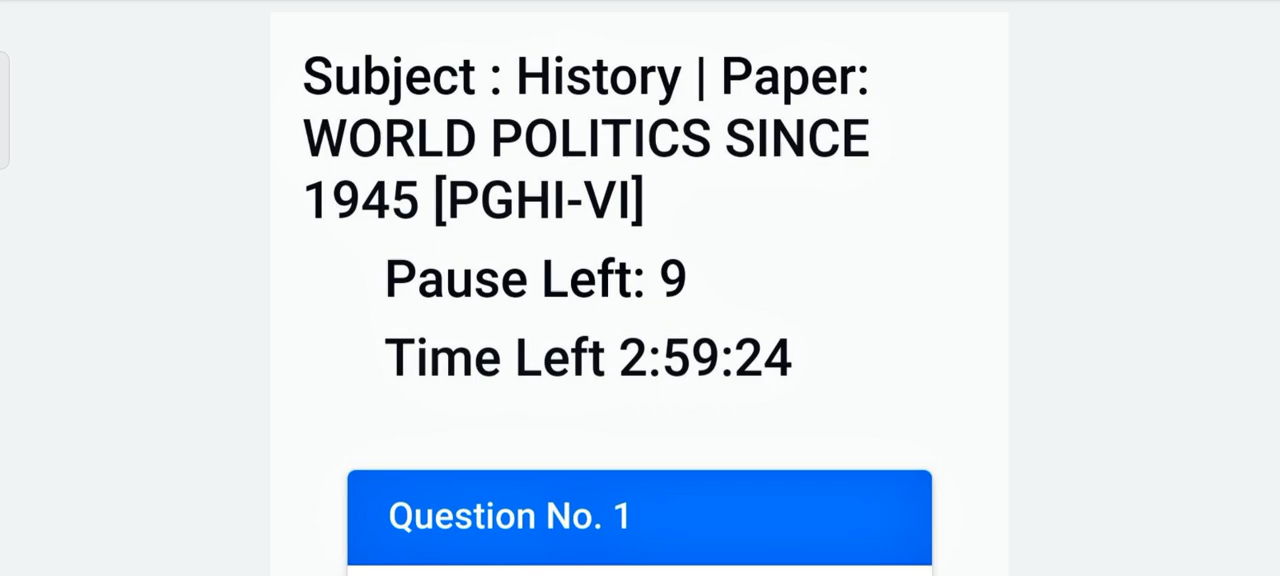 Subject : History | Paper:
WORLD POLITICS SINCE
1945 [PGHI-VI]
Pause Left: 9
Time Left 2:59:24
Question No. 1